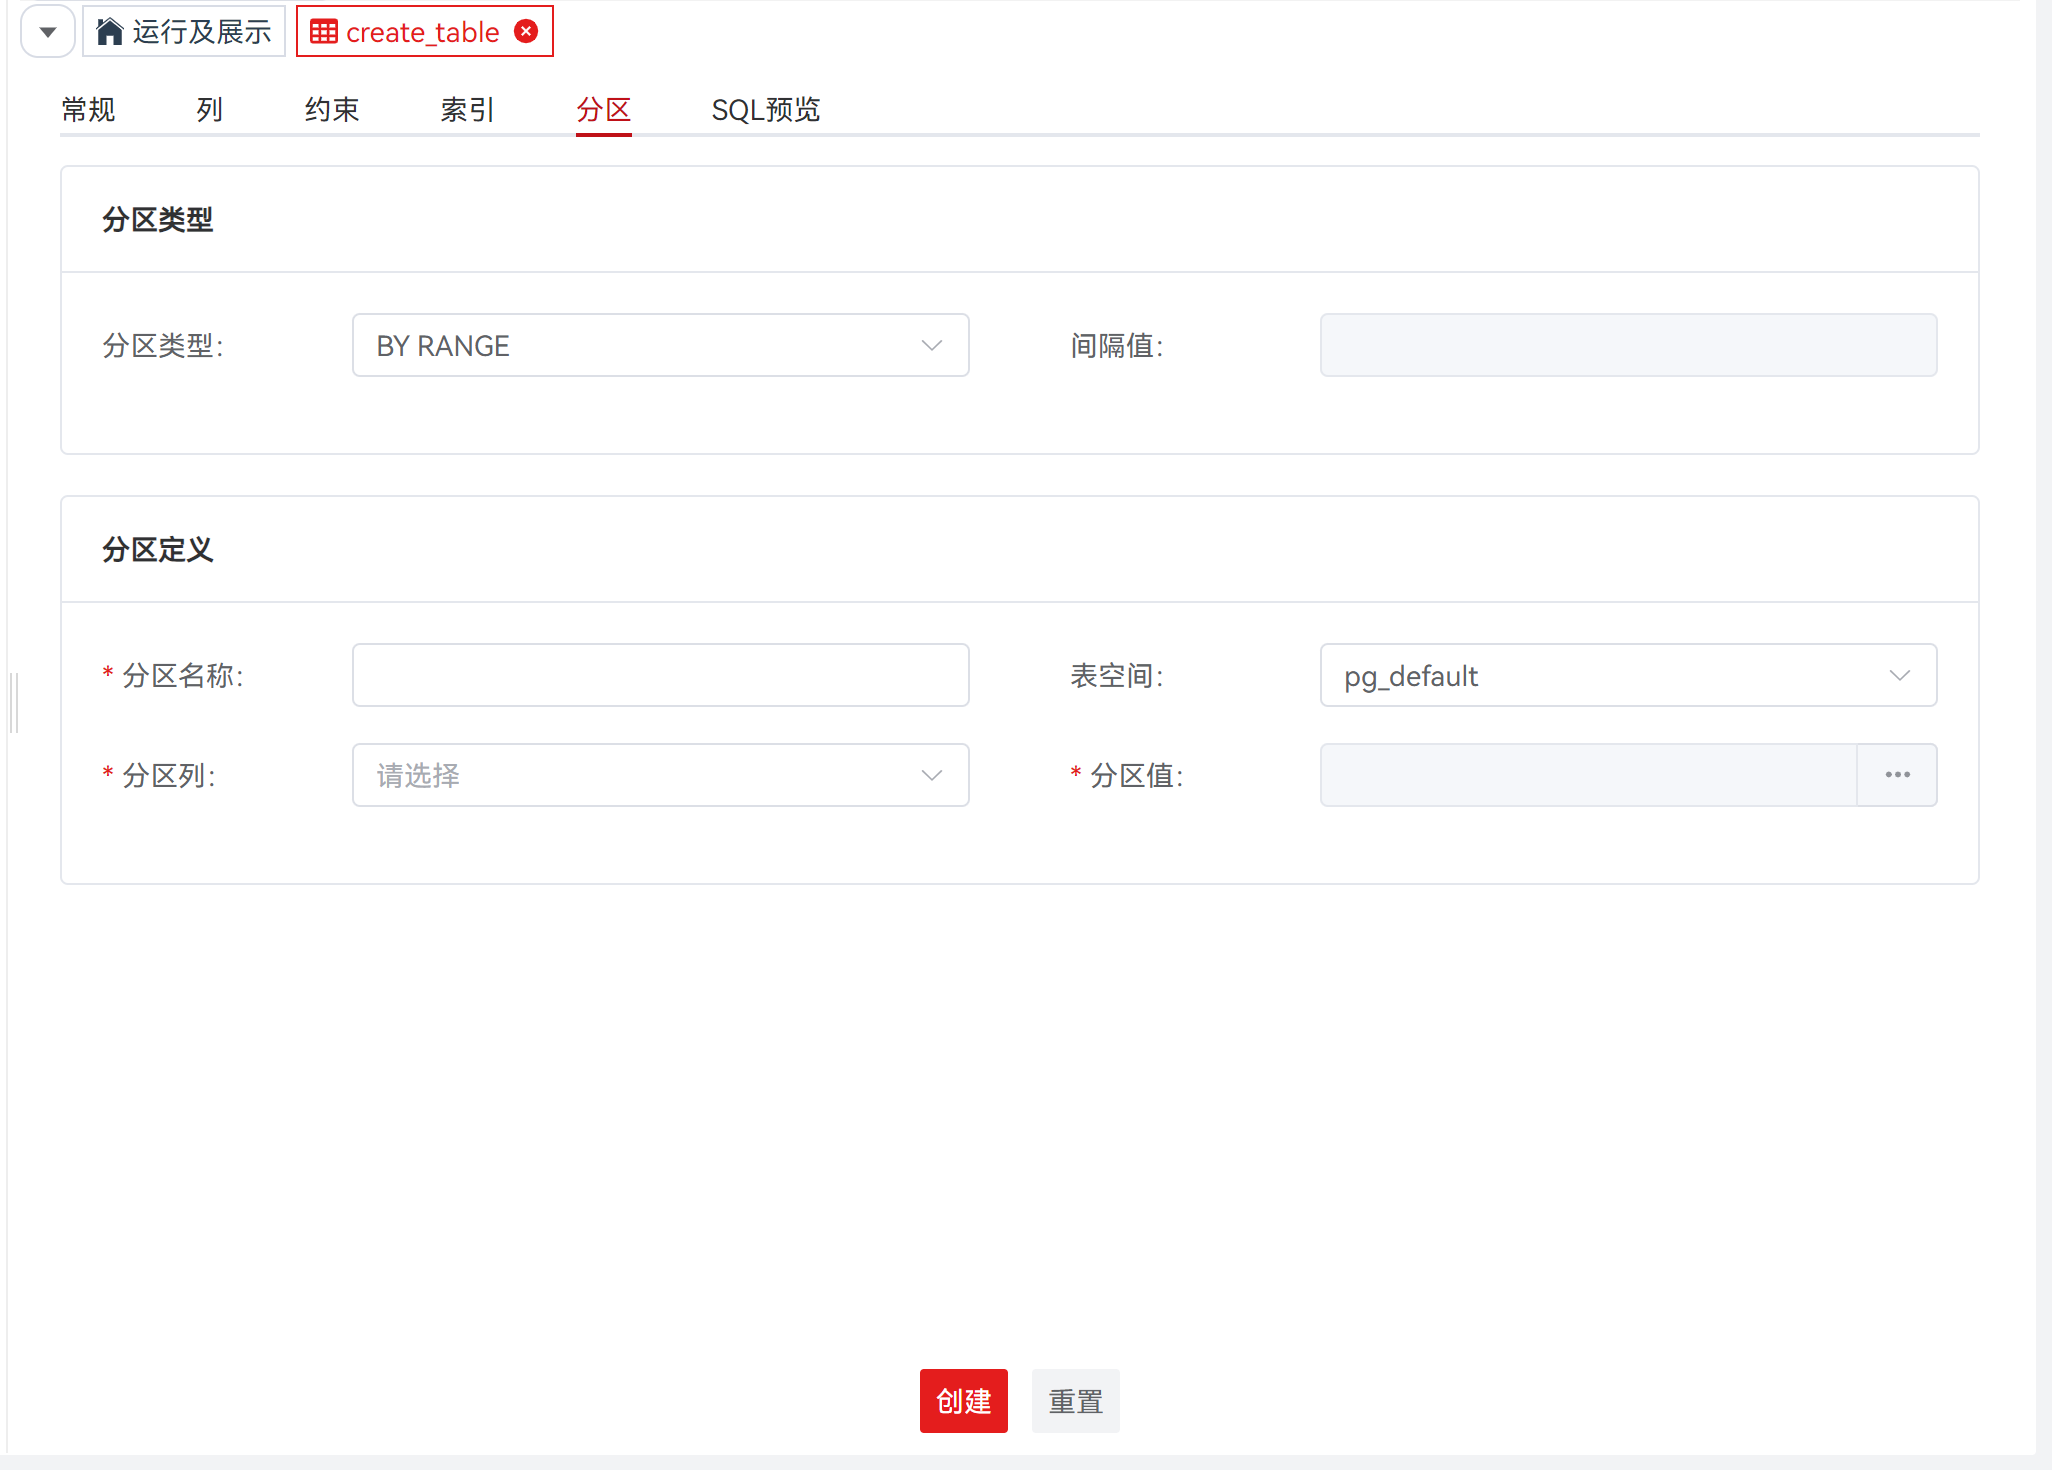 运行及展示 create_table
常规 列 约束 索引 分区 SQL预览
分区类型
分区类型: BY RANGE 间隔值:
分区定义
* 分区名称: 表空间: pg_default
* 分区列: 请选择 * 分区值:
创建 重置